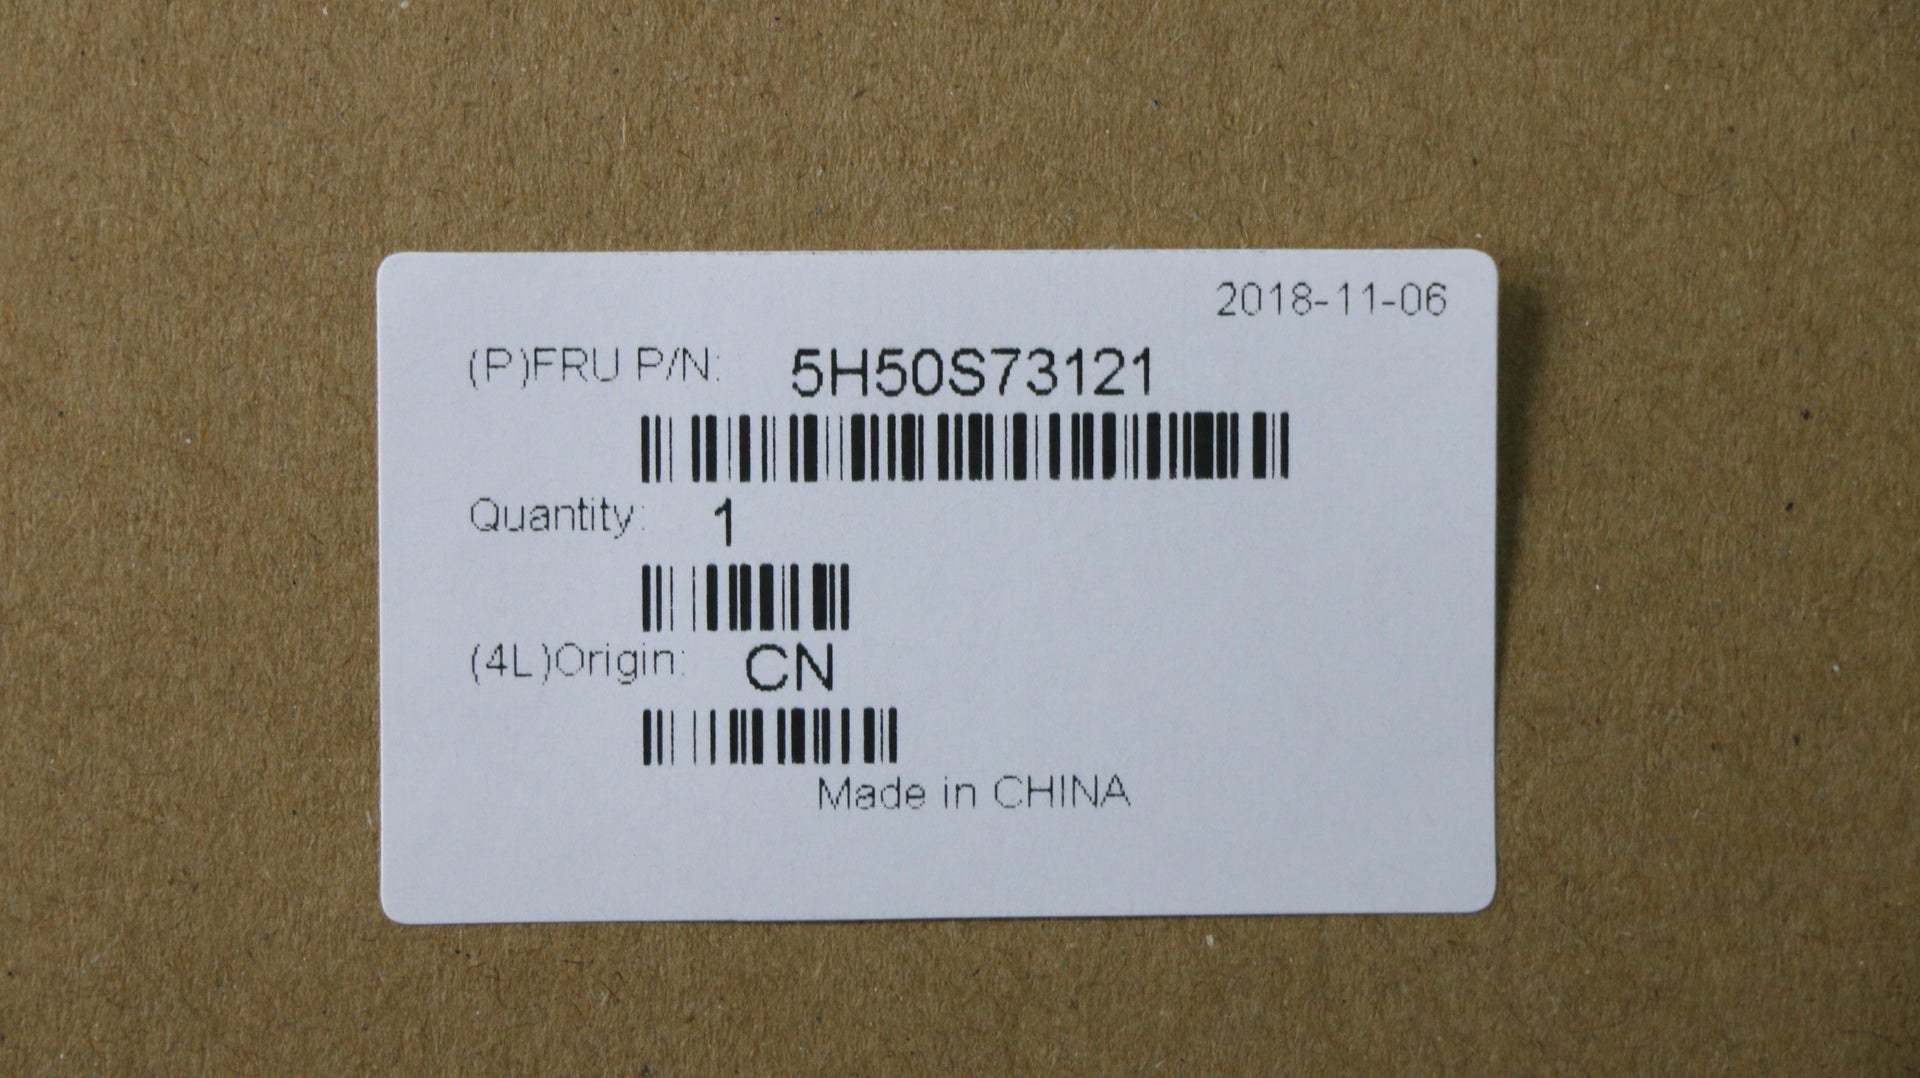 2018-11-06
(P)FRU P/N: 5H50S73121
Quantity: 1
(4L)Origin: CN
Made in CHINA